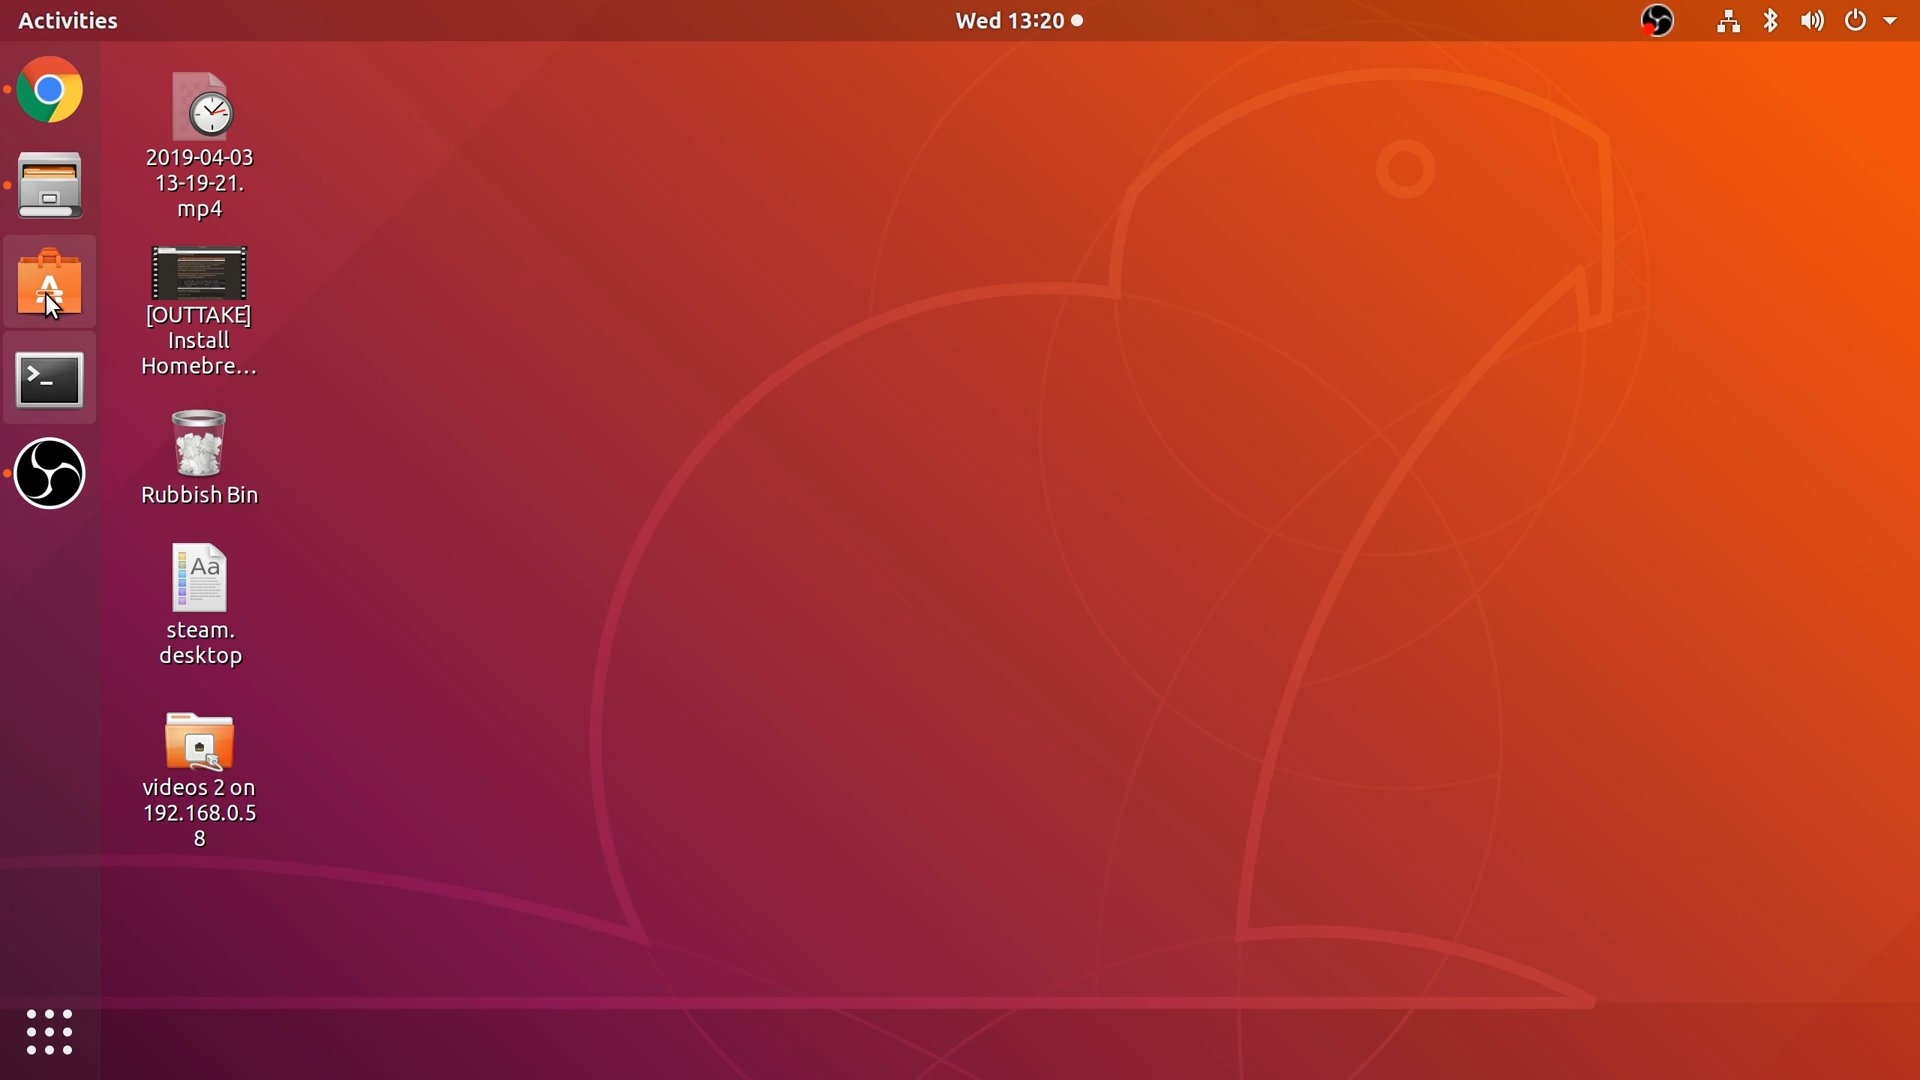 Activities
Wed 13:20
2019-04-03
13-19-21.
mp4
[OUTTAKE]
Install
Homebre...
Rubbish Bin
Aa
steam.
desktop
videos 2 on
192.168.0.5
8